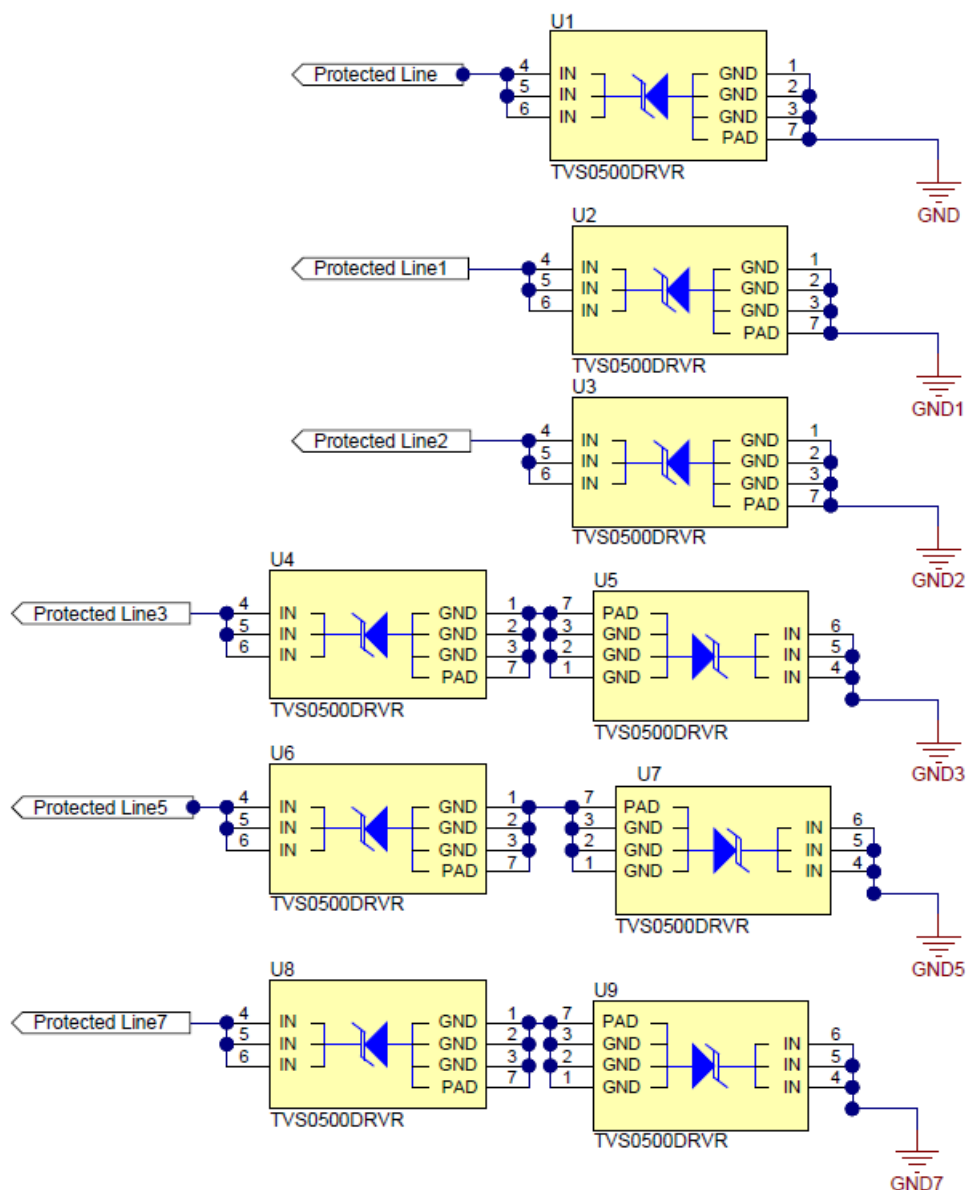 U1
Protected Line 4 IN GND 1
5 IN GND 2
6 IN GND 3
PAD 7
TVS0500DRVR
GND
U2
Protected Line1 4 IN GND 1
5 IN GND 2
6 IN GND 3
PAD 7
TVS0500DRVR
GND1
U3
Protected Line2 4 IN GND 1
5 IN GND 2
6 IN GND 3
PAD 7
TVS0500DRVR
GND2
U4
U5
Protected Line3 4 IN GND 1 7 PAD
5 IN GND 2 3 GND IN 6
6 IN GND 3 2 GND IN 5
PAD 7 1 GND IN 4
TVS0500DRVR
TVS0500DRVR
GND3
U6
U7
Protected Line5 4 IN GND 1 7 PAD
5 IN GND 2 3 GND IN 6
6 IN GND 3 2 GND IN 5
PAD 7 1 GND IN 4
TVS0500DRVR
TVS0500DRVR
GND5
U8
U9
Protected Line7 4 IN GND 1 7 PAD
5 IN GND 2 3 GND IN 6
6 IN GND 3 2 GND IN 5
PAD 7 1 GND IN 4
TVS0500DRVR
TVS0500DRVR
GND7